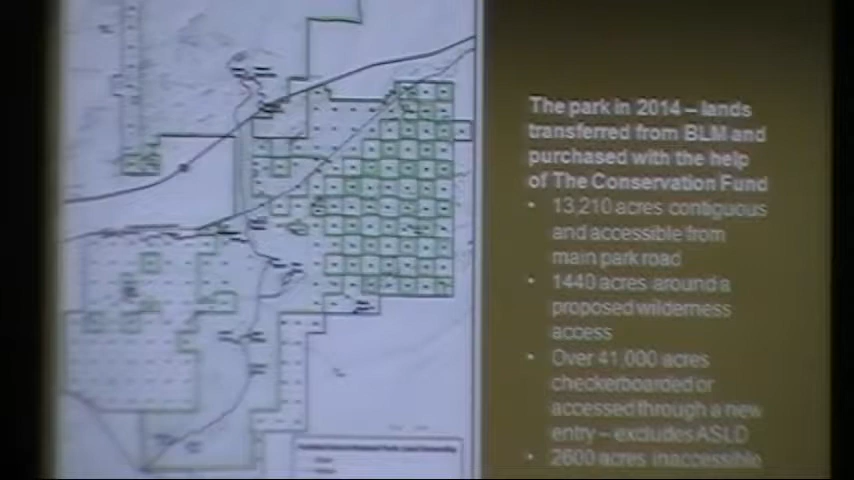 The park in 2014 – lands
transferred from BLM and
purchased with the help
of The Conservation Fund
• 13,210 acres contiguous
and accessible from
main park road
• 1440 acres around a
proposed wilderness
access
• Over 41,000 acres
checkerboarded or
accessed through a new
entry – excludes ASLD
• 2600 acres inaccessible